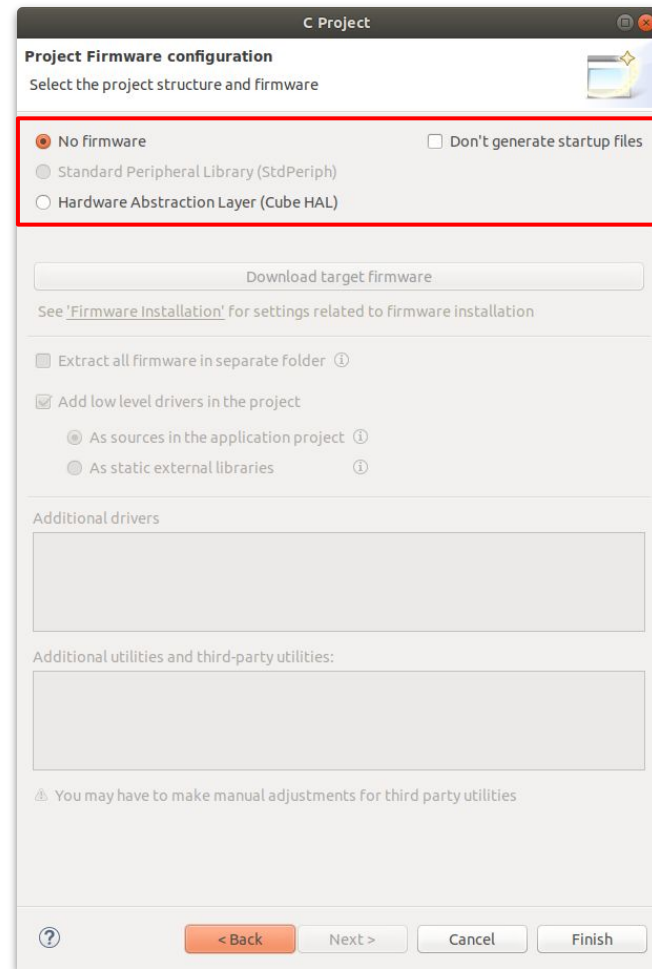 C Project
Project Firmware configuration
Select the project structure and firmware
No firmware
Don't generate startup files
Standard Peripheral Library (StdPeriph)
Hardware Abstraction Layer (Cube HAL)
Download target firmware
See 'Firmware Installation' for settings related to firmware installation
Extract all firmware in separate folder
Add low level drivers in the project
As sources in the application project
As static external libraries
Additional drivers
Additional utilities and third-party utilities:
You may have to make manual adjustments for third party utilities
< Back
Next >
Cancel
Finish